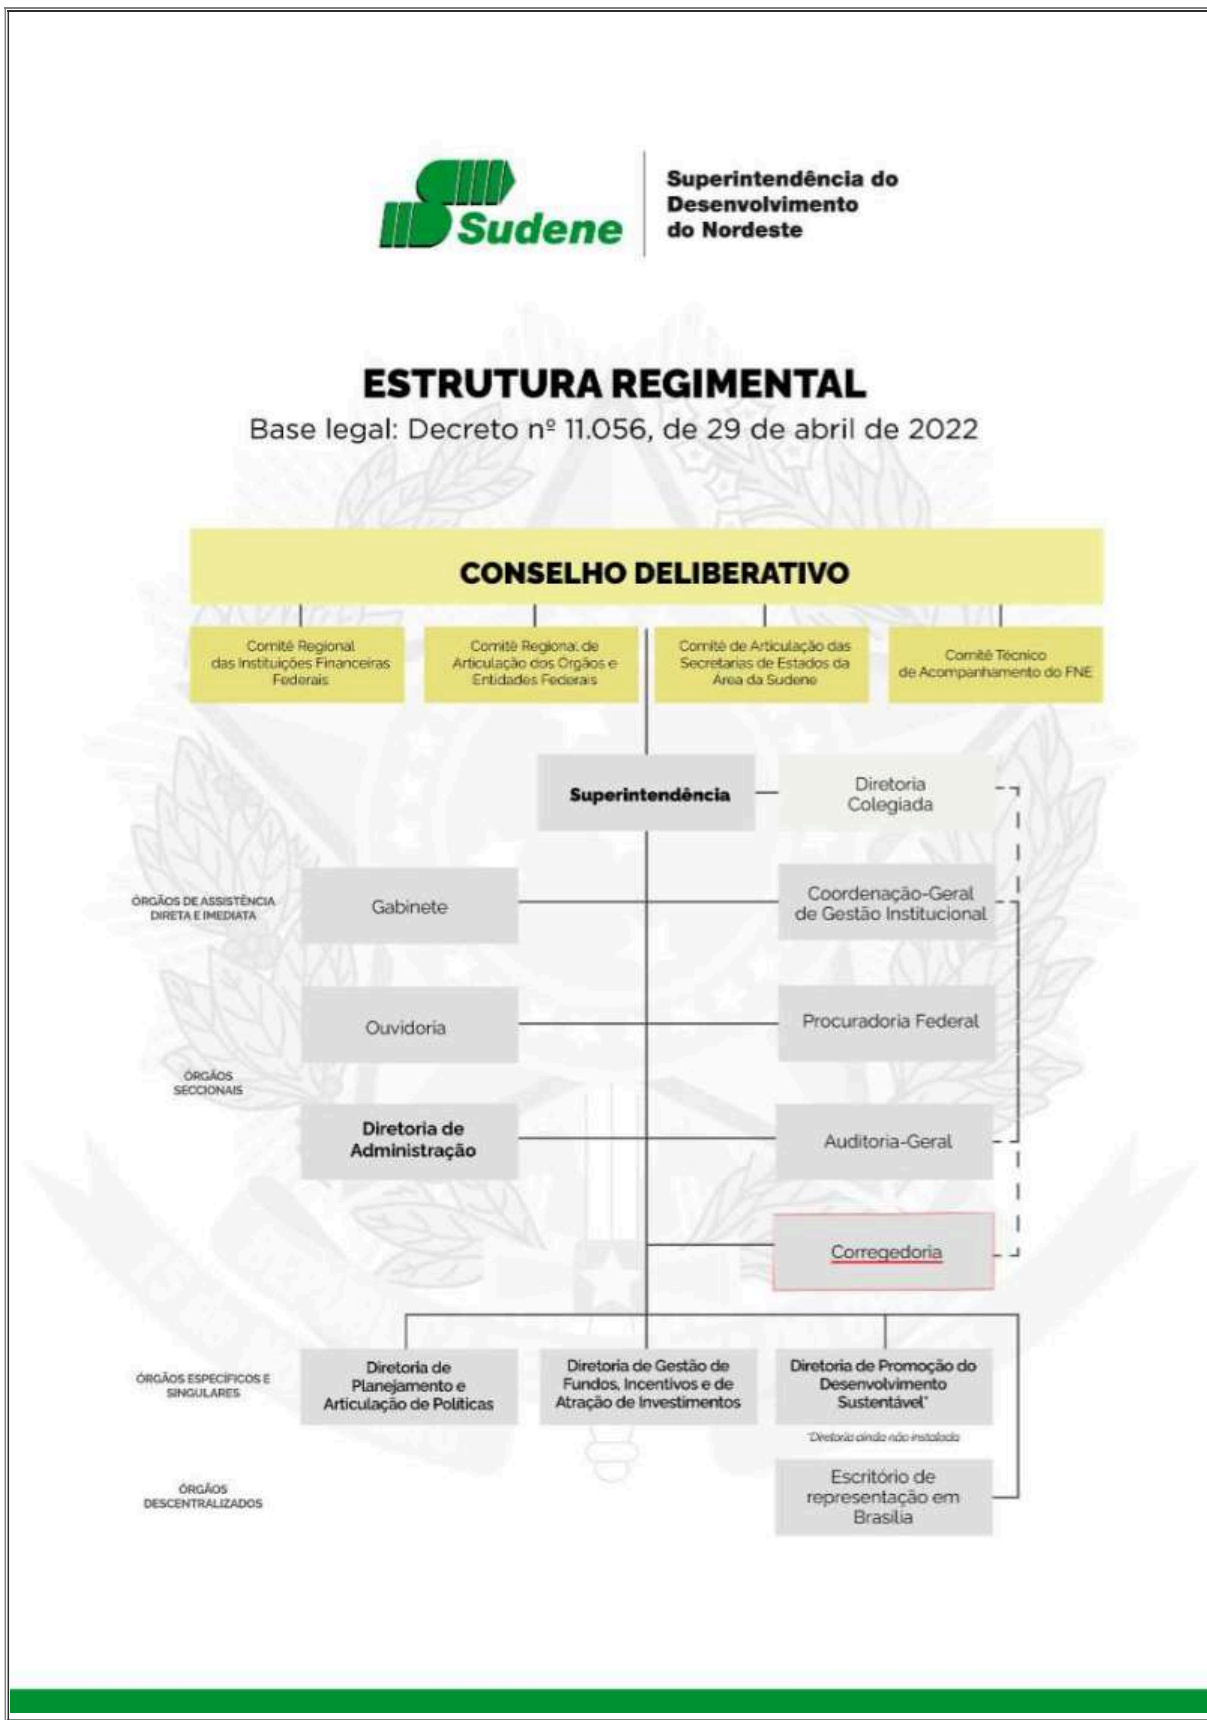 Sudene
Superintendência do
Desenvolvimento
do Nordeste
ESTRUTURA REGIMENTAL
Base legal: Decreto nº 11.056, de 29 de abril de 2022
CONSELHO DELIBERATIVO
Comitê Regional
das Instituições Financeiras
Federais
Comitê Regional de
Articulação dos Órgãos e
Entidades Federais
Comitê de Articulação das
Secretarias de Estados da
Área da Sudene
Comitê Técnico
de Acompanhamento do FNE
Superintendência
Diretoria
Colegiada
ÓRGÃOS DE ASSISTÊNCIA
DIRETA E IMEDIATA
Gabinete
Coordenação-Geral
de Gestão Institucional
Ouvidoria
Procuradoria Federal
ÓRGÃOS
SECCIONAIS
Diretoria de
Administração
Auditoria-Geral
Corregedoria
ÓRGÃOS ESPECÍFICOS E
SINGULARES
Diretoria de
Planejamento e
Articulação de Políticas
Diretoria de Gestão de
Fundos, Incentivos e de
Atração de Investimentos
Diretoria de Promoção do
Desenvolvimento
Sustentável*
*Diretoria ainda não instalada
ÓRGÃOS
DESCENTRALIZADOS
Escritório de
representação em
Brasília